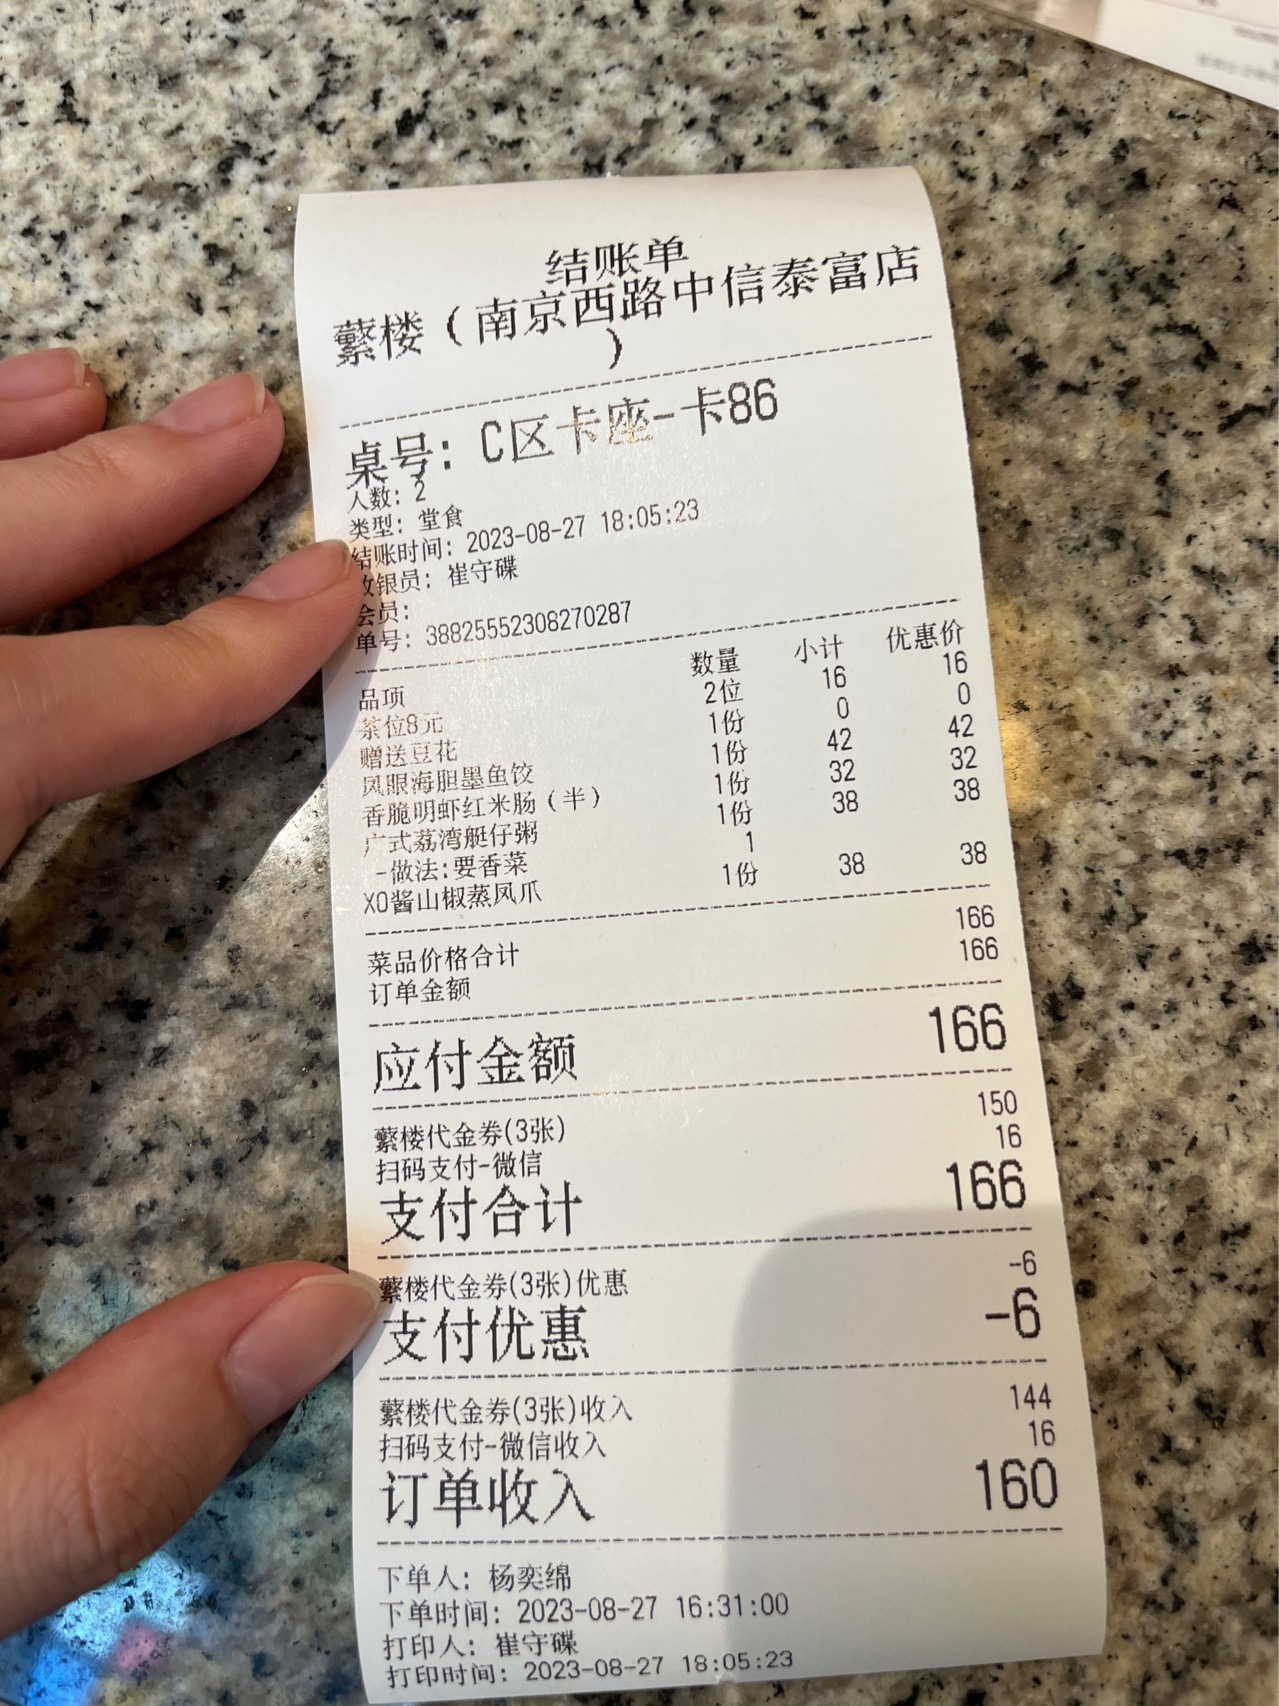 结账单
蘩楼（南京西路中信泰富店
）
桌号：C区卡座-卡86
人数：2
类型：堂食
结账时间：2023-08-27 18:05:23
收银员：崔守碟
会员：
单号：38825552308270287
品项 数量 小计 优惠价
茶位8元 2位 16 16
赠送豆花 1份 0 0
凤眼海胆墨鱼饺 1份 42 42
香脆明虾红米肠（半） 1份 32 32
广式荔湾艇仔粥 1份 38 38
-做法:要香菜 1
XO酱山椒蒸凤爪 1份 38 38
菜品价格合计 166
订单金额 166
应付金额 166
蘩楼代金券(3张) 150
扫码支付-微信 16
支付合计 166
蘩楼代金券(3张)优惠 -6
支付优惠 -6
蘩楼代金券(3张)收入 144
扫码支付-微信收入 16
订单收入 160
下单人：杨奕绵
下单时间：2023-08-27 16:31:00
打印人：崔守碟
打印时间：2023-08-27 18:05:23